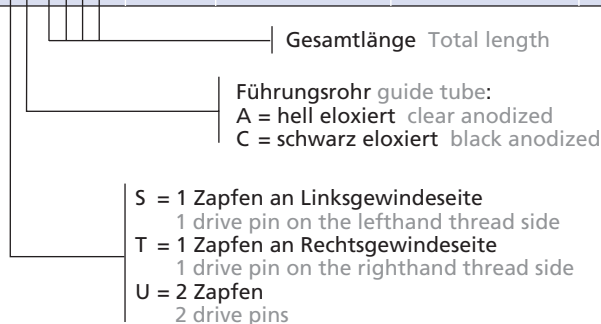 Gesamtlänge Total length
Führungsrohr guide tube:
A = hell eloxiert clear anodized
C = schwarz eloxiert black anodized
S = 1 Zapfen an Linksgewindeseite
1 drive pin on the lefthand thread side
T = 1 Zapfen an Rechtsgewindeseite
1 drive pin on the righthand thread side
U = 2 Zapfen
2 drive pins